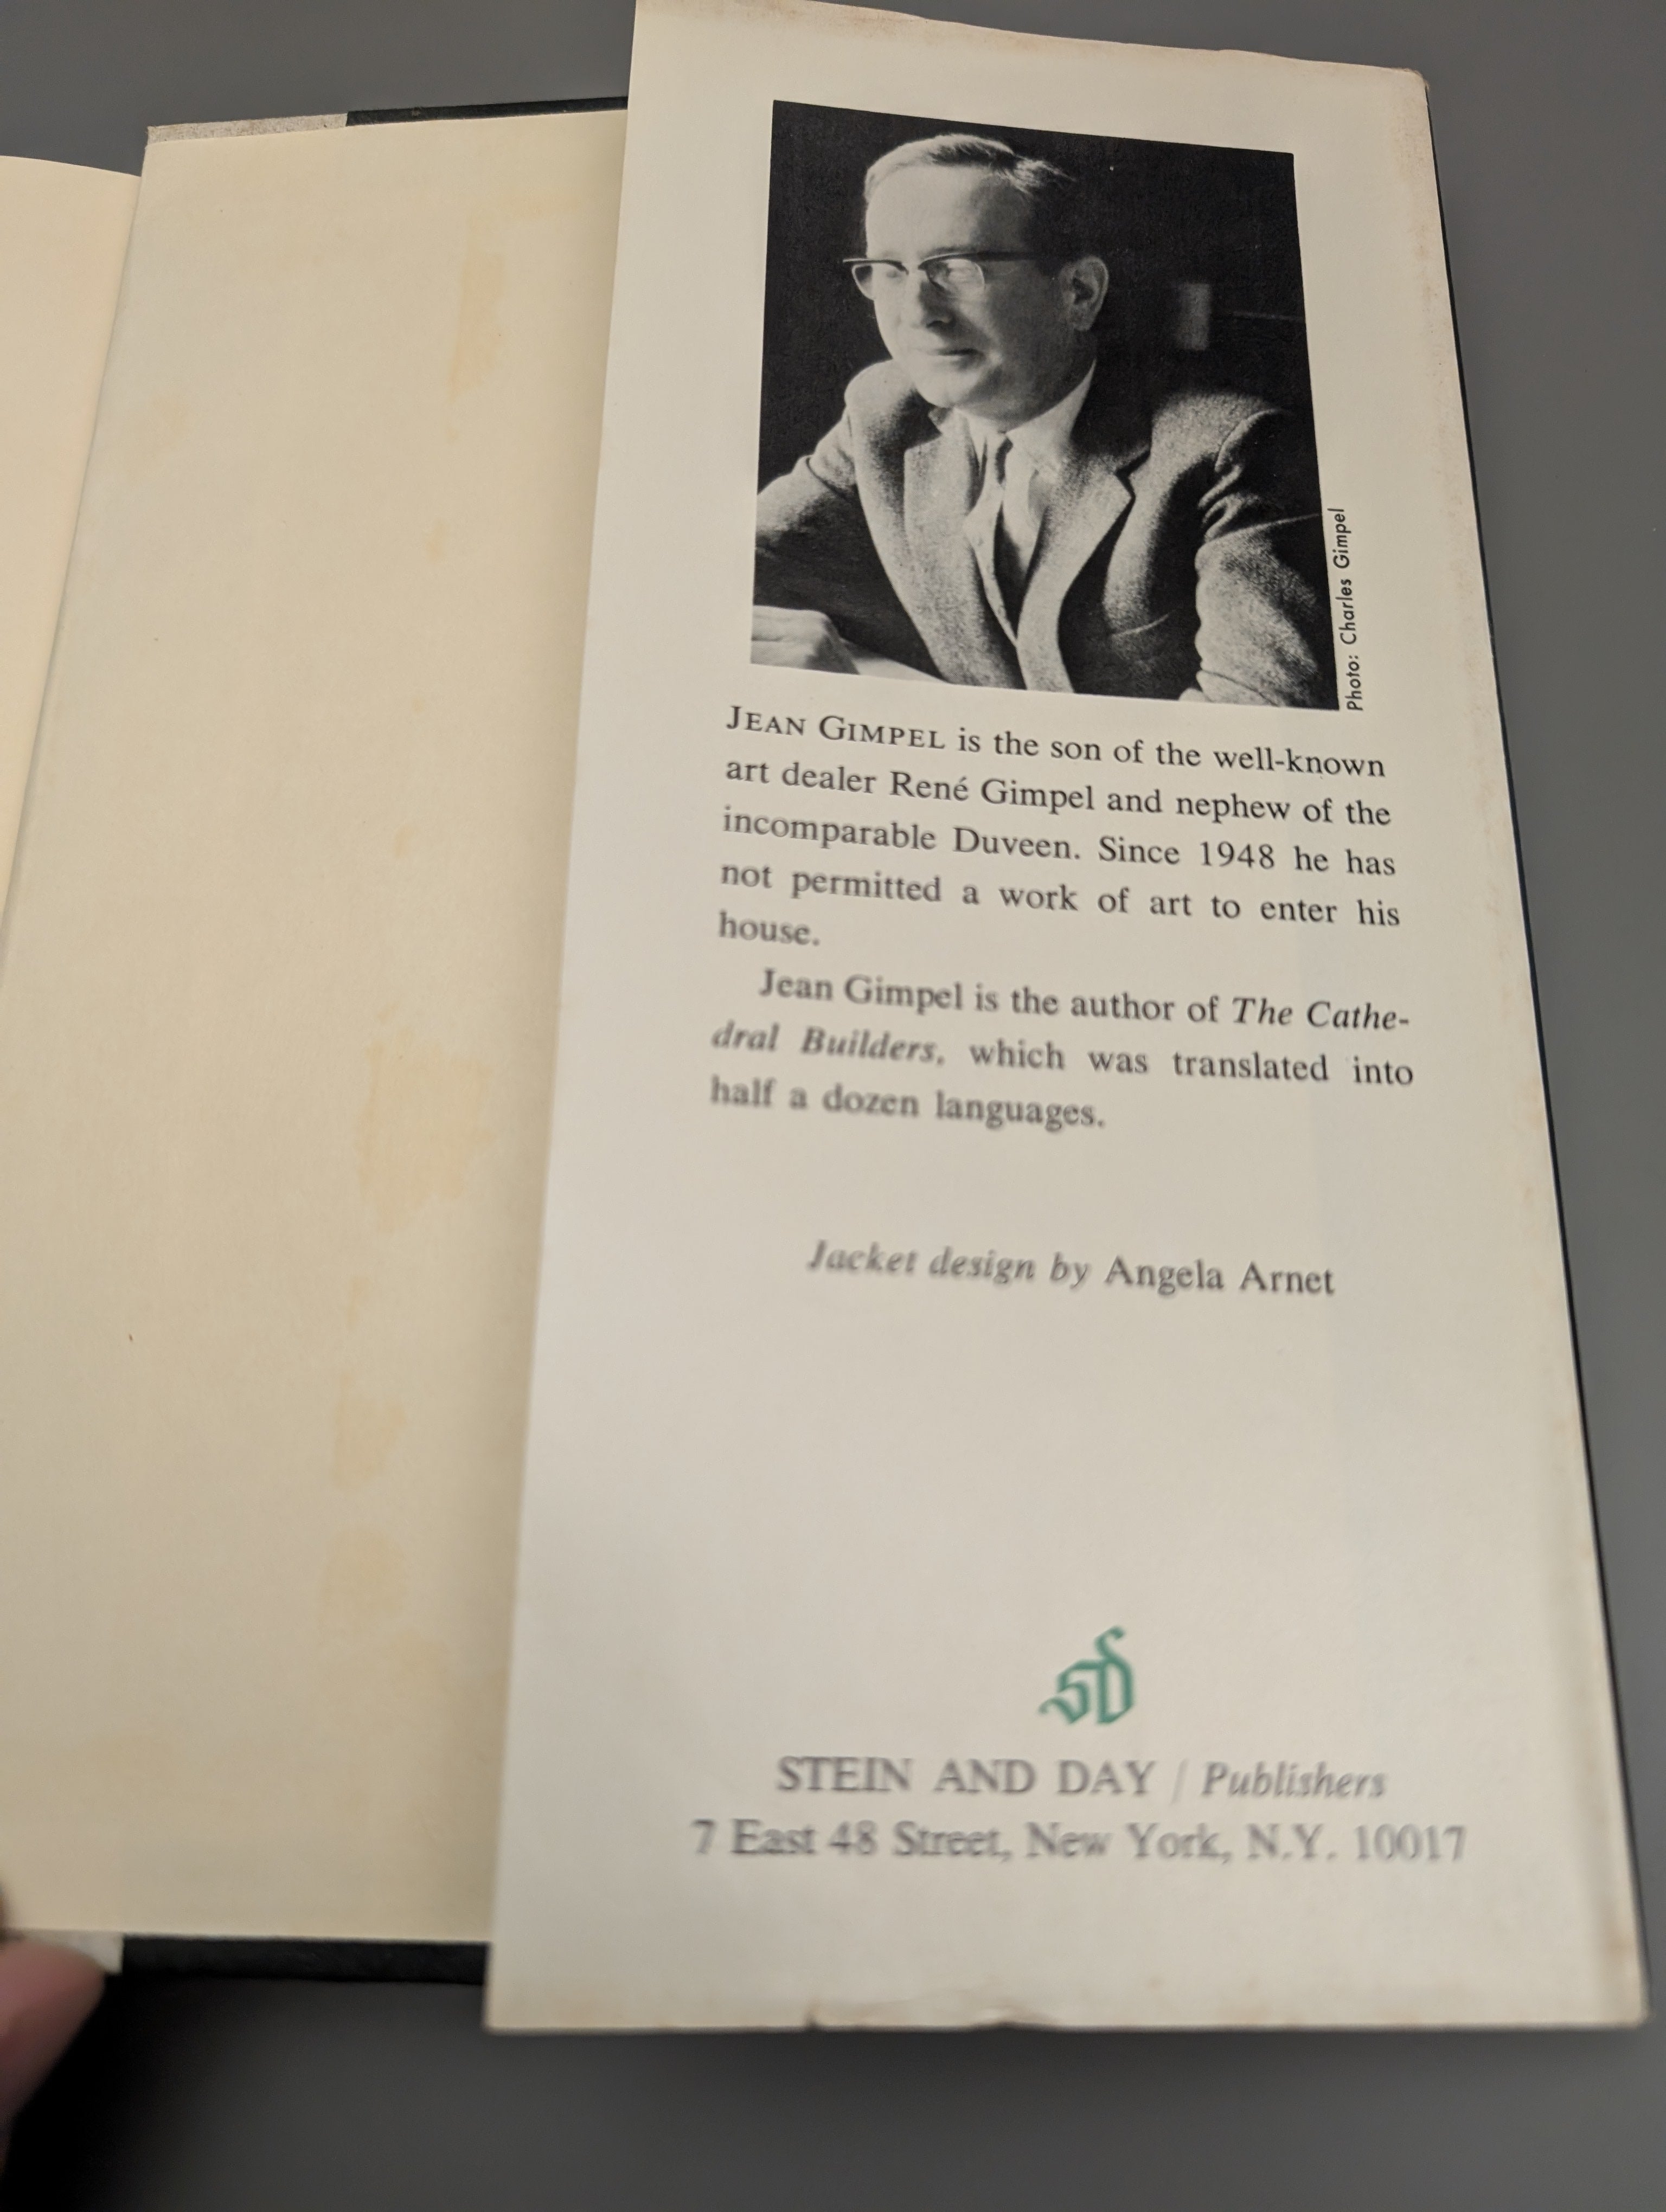 Photo: Charles Gimpel
JEAN GIMPEL is the son of the well-known
art dealer René Gimpel and nephew of the
incomparable Duveen. Since 1948 he has
not permitted a work of art to enter his
house.
Jean Gimpel is the author of The Cathe-
dral Builders, which was translated into
half a dozen languages.
Jacket design by Angela Arnet
SD
STEIN AND DAY / Publishers
7 East 48 Street, New York, N.Y. 10017